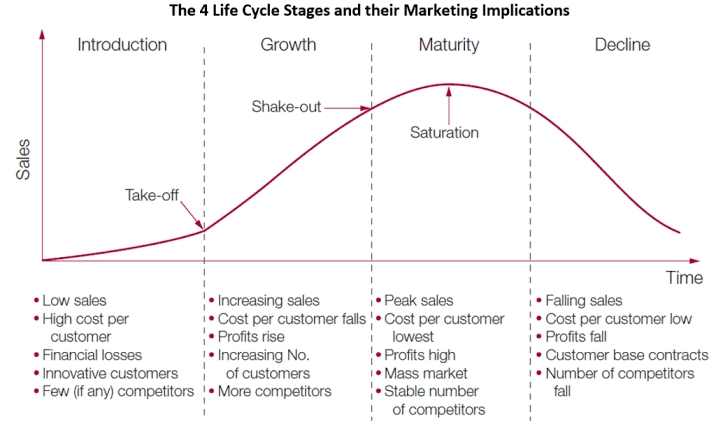 The 4 Life Cycle Stages and their Marketing Implications
Introduction
Growth
Maturity
Decline
Sales
Shake-out
Saturation
Take-off
Time
• Low sales
• High cost per
customer
• Financial losses
• Innovative customers
• Few (if any) competitors
• Increasing sales
• Cost per customer falls
• Profits rise
• Increasing No.
of customers
• More competitors
• Peak sales
• Cost per customer
lowest
• Profits high
• Mass market
• Stable number
of competitors
• Falling sales
• Cost per customer low
• Profits fall
• Customer base contracts
• Number of competitors
fall